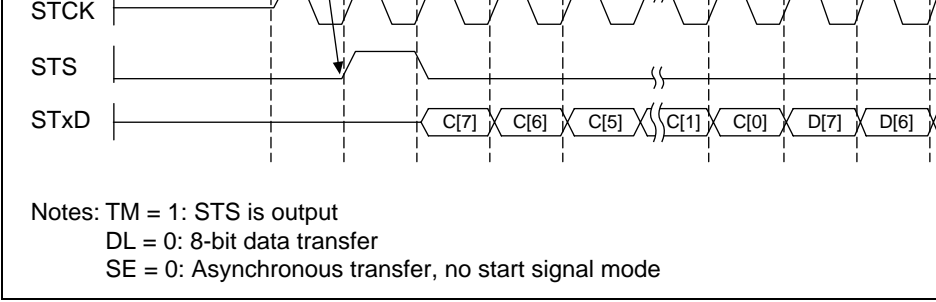 STCK
STS
STxD C[7] C[6] C[5] C[1] C[0] D[7] D[6]
Notes: TM = 1: STS is output
DL = 0: 8-bit data transfer
SE = 0: Asynchronous transfer, no start signal mode